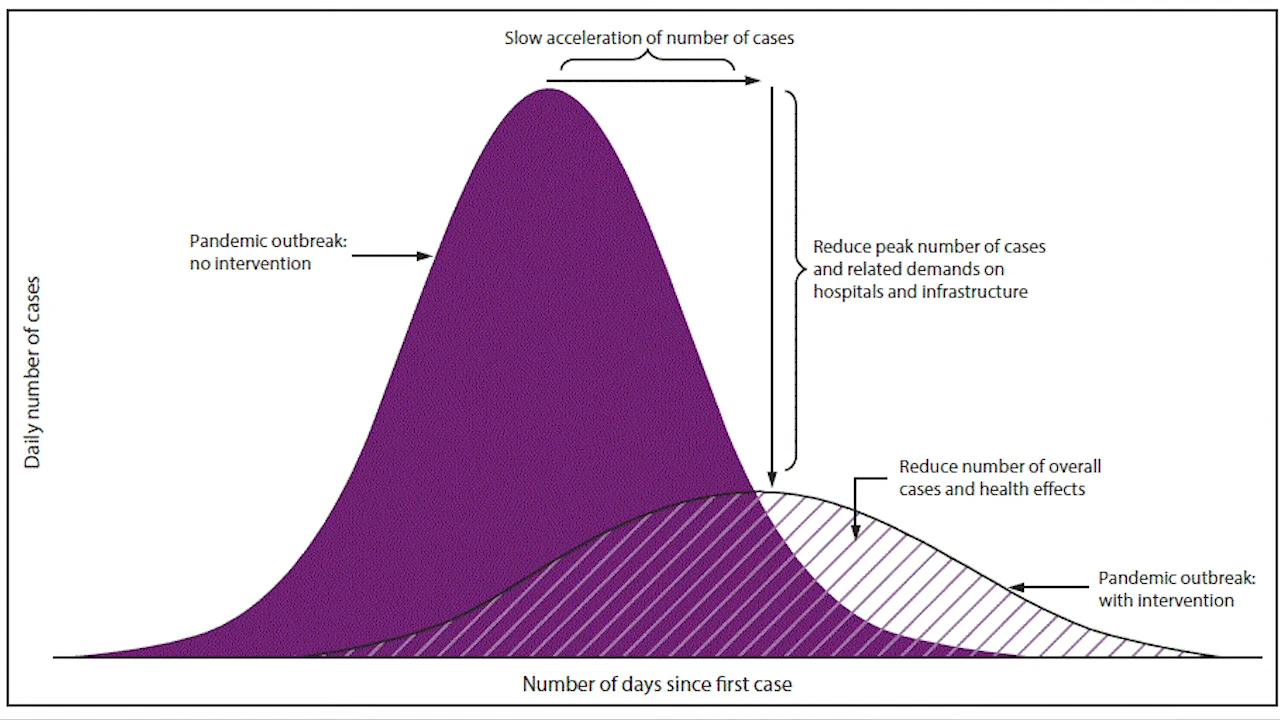 Slow acceleration of number of cases
Pandemic outbreak:
no intervention
Reduce peak number of cases
and related demands on
hospitals and infrastructure
Daily number of cases
Reduce number of overall
cases and health effects
Pandemic outbreak:
with intervention
Number of days since first case